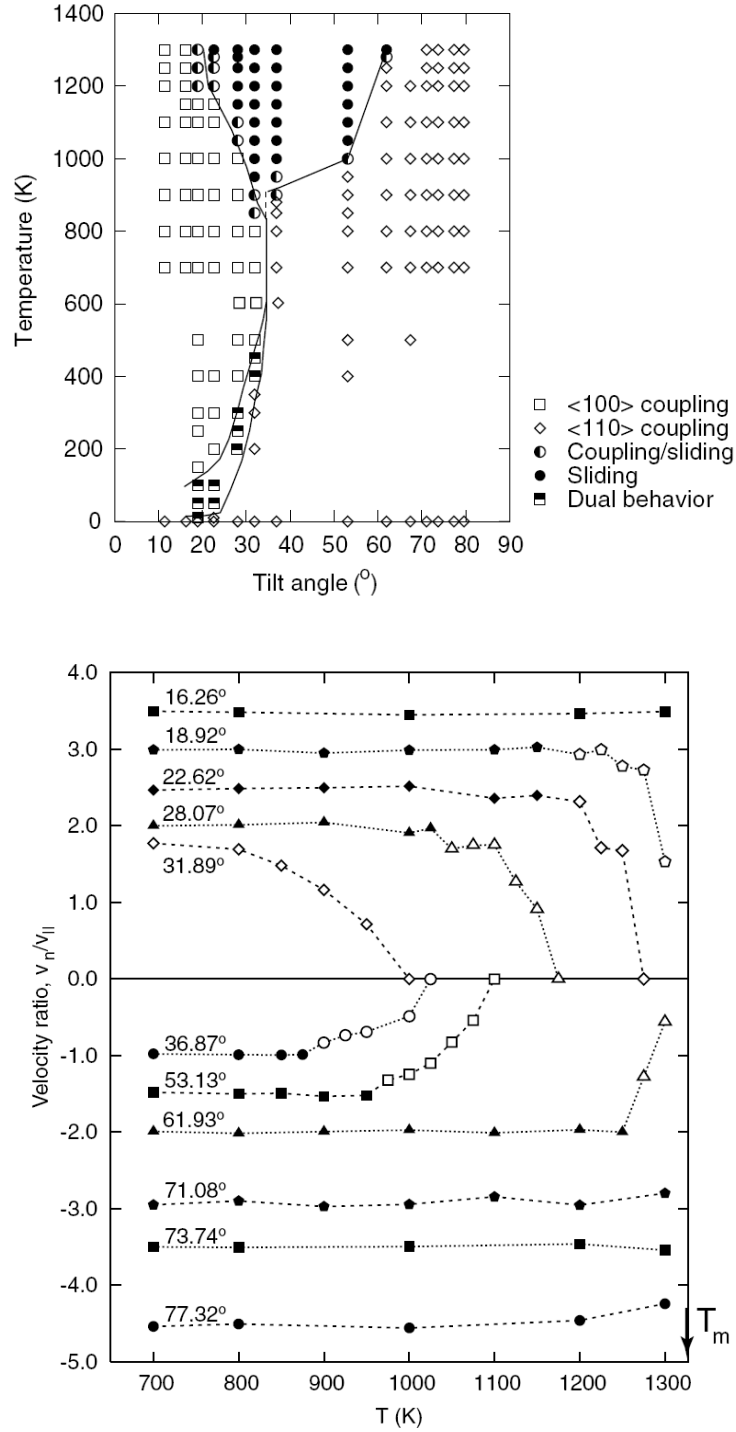 1400
1200
1000
800
600
400
200
0
Temperature (K)
0 10 20 30 40 50 60 70 80 90
Tilt angle (°)
<100> coupling
<110> coupling
Coupling/sliding
Sliding
Dual behavior
4.0
3.0
2.0
1.0
0.0
-1.0
-2.0
-3.0
-4.0
-5.0
Velocity ratio, v n/v||
16.26°
18.92°
22.62°
28.07°
31.89°
36.87°
53.13°
61.93°
71.08°
73.74°
77.32°
Tm
700 800 900 1000 1100 1200 1300
T (K)